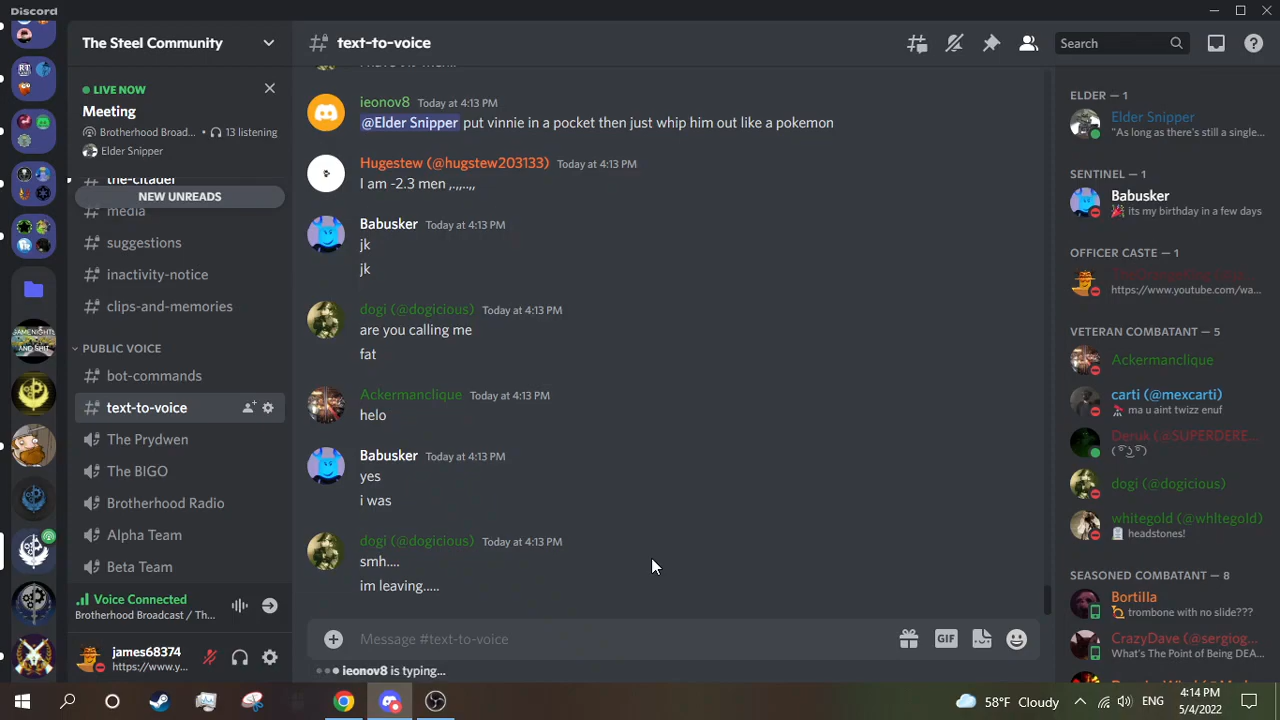 Discord
The Steel Community
LIVE NOW
Meeting
Brotherhood Broad... • 13 listening
Elder Snipper
the-citadel
NEW UNREADS
media
suggestions
inactivity-notice
clips-and-memories
PUBLIC VOICE
bot-commands
text-to-voice
The Prydwen
The BIGO
Brotherhood Radio
Alpha Team
Beta Team
Voice Connected
Brotherhood Broadcast / Th...
james68374
https://www.y...
text-to-voice
Search
ieonov8 Today at 4:13 PM
@Elder Snipper put vinnie in a pocket then just whip him out like a pokemon
Hugestew (@hugstew203133) Today at 4:13 PM
I am -2.3 men ,.,,..,,
Babusker Today at 4:13 PM
jk
jk
dogi (@dogicious) Today at 4:13 PM
are you calling me
fat
Ackermanclique Today at 4:13 PM
helo
Babusker Today at 4:13 PM
yes
i was
dogi (@dogicious) Today at 4:13 PM
smh....
im leaving.....
Message #text-to-voice
GIF
ieonov8 is typing...
ELDER — 1
Elder Snipper
"As long as there's still a single...
SENTINEL — 1
Babusker
its my birthday in a few days
OFFICER CASTE — 1
https://www.youtube.com/wa...
VETERAN COMBATANT — 5
Ackermanclique
carti (@mexcarti)
ma u aint twizz enuf
Deruk (@SUPERDERE...
( ͡° ͜ʖ ͡°)
dogi (@dogicious)
whitegold (@whltegold)
headstones!
SEASONED COMBATANT — 8
Bortilla
trombone with no slide???
CrazyDave (@sergiog...
What's The Point of Being DEA...
58°F Cloudy
ENG
4:14 PM
5/4/2022